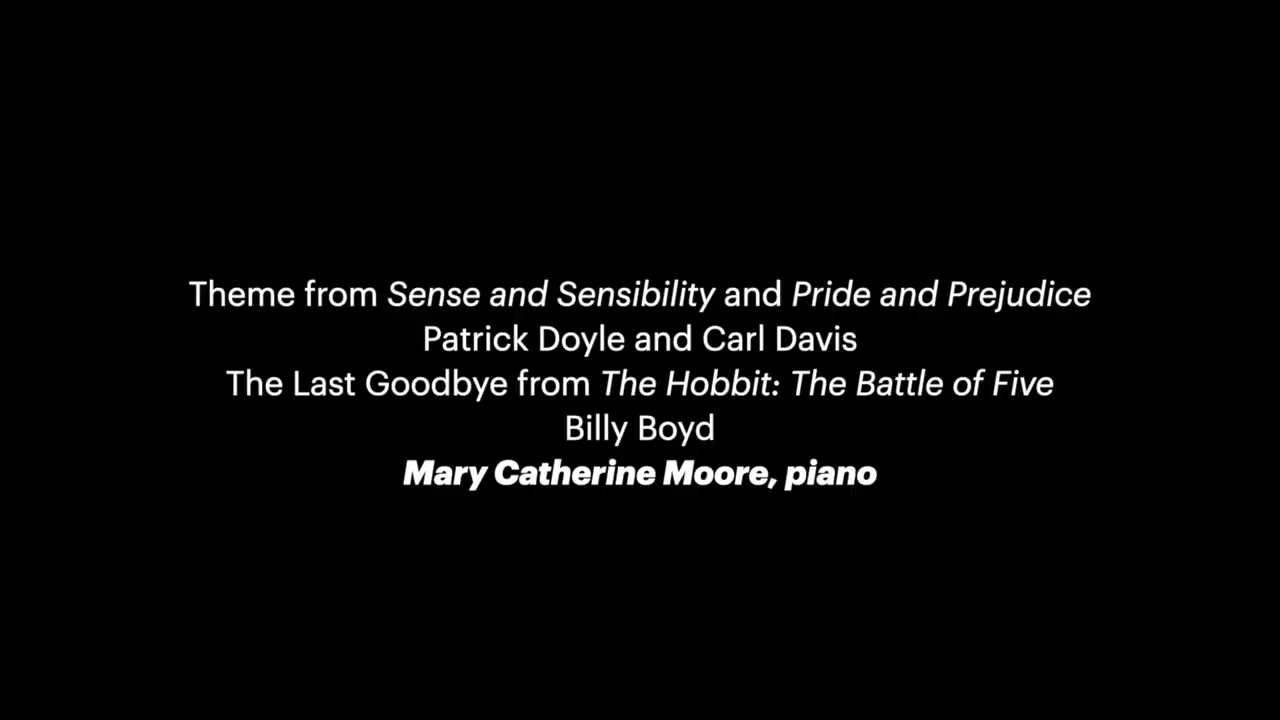 Theme from Sense and Sensibility and Pride and Prejudice
Patrick Doyle and Carl Davis
The Last Goodbye from The Hobbit: The Battle of Five
Billy Boyd
Mary Catherine Moore, piano